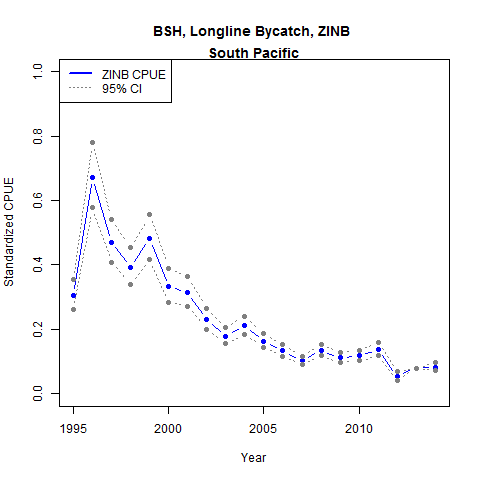 BSH, Longline Bycatch, ZINB
South Pacific
ZINB CPUE
95% CI
Standardized CPUE
1.0
0.8
0.6
0.4
0.2
0.0
1995 2000 2005 2010
Year